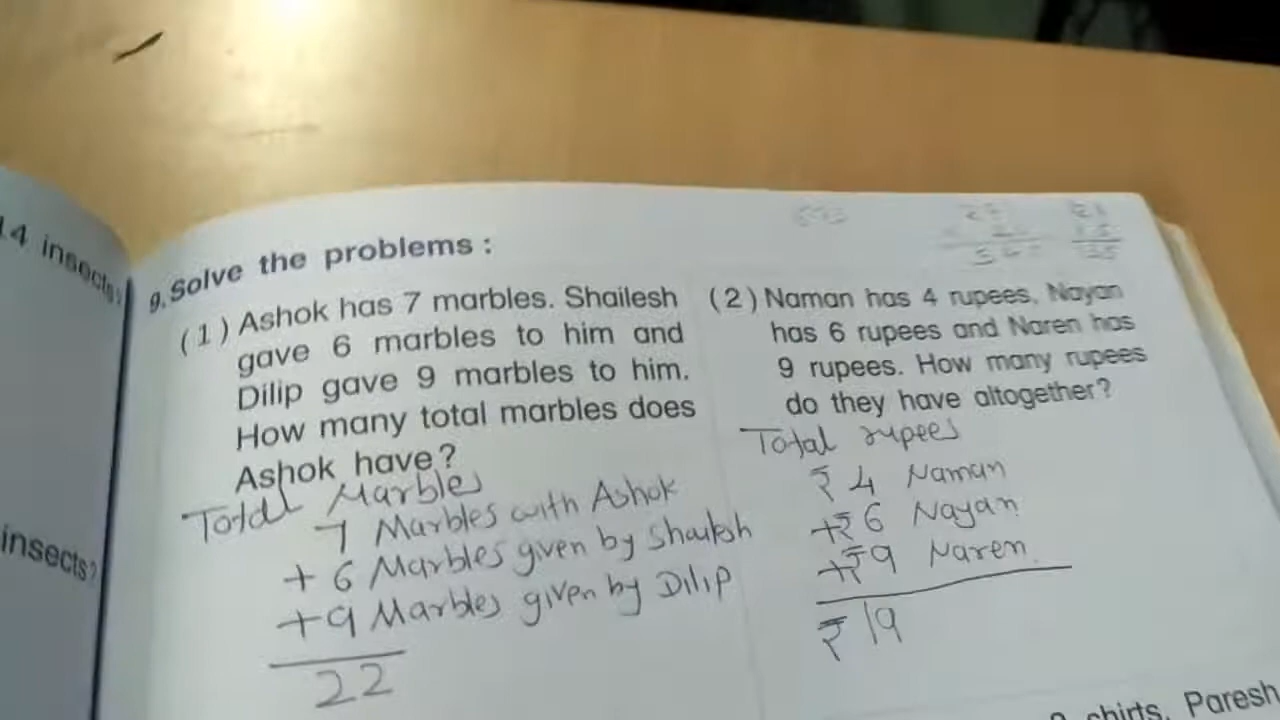 14 insects?
insects?
9. Solve the problems :
(1) Ashok has 7 marbles. Shailesh
gave 6 marbles to him and
Dilip gave 9 marbles to him.
How many total marbles does
Ashok have?
Total Marbles
7 Marbles with Ashok
+ 6 Marbles given by Shailesh
+9 Marbles given by Dilip
22
(2) Naman has 4 rupees, Nayan
has 6 rupees and Naren has
9 rupees. How many rupees
do they have altogether?
Total rupees
₹ 4 Naman
+₹6 Nayan
+₹9 Naren
₹ 19
shirts. Paresh